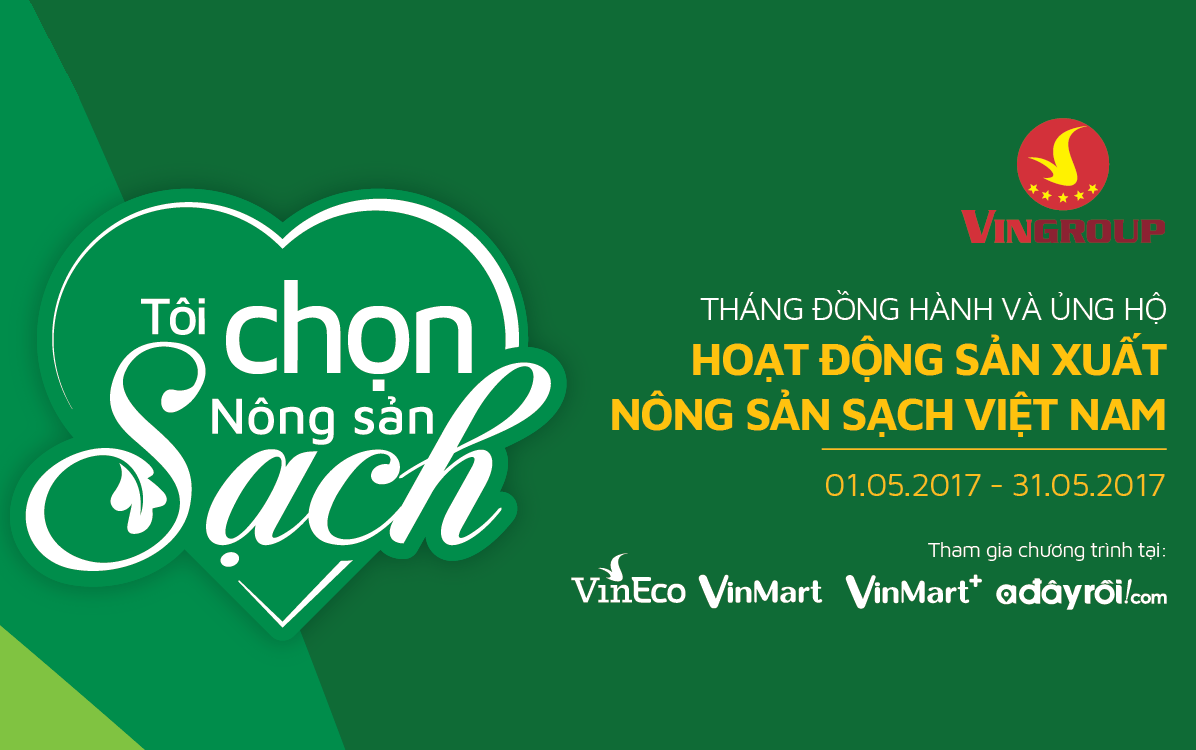 Tôi chọn
Nông sản
Sạch
VINGROUP
THÁNG ĐỒNG HÀNH VÀ ỦNG HỘ
HOẠT ĐỘNG SẢN XUẤT
NÔNG SẢN SẠCH VIỆT NAM
01.05.2017 - 31.05.2017
Tham gia chương trình tại:
VinEco VinMart VinMart+ ađâyrồi!com